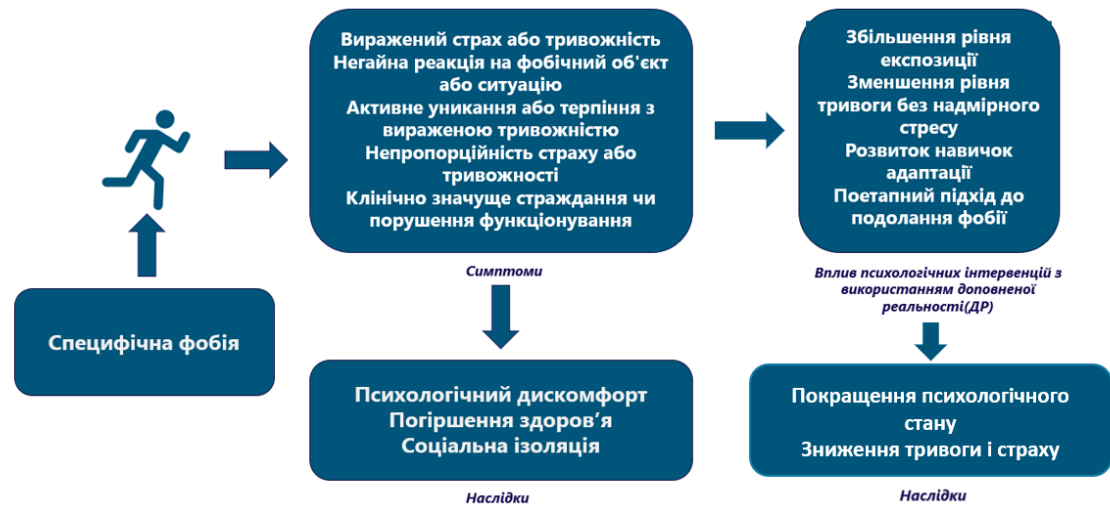 Специфічна фобія
Виражений страх або тривожність
Негайна реакція на фобічний об'єкт
або ситуацію
Активне уникання або терпіння з
вираженою тривожністю
Непропорційність страху або
тривожності
Клінічно значуще страждання чи
порушення функціонування
Симптоми
Психологічний дискомфорт
Погіршення здоров’я
Соціальна ізоляція
Наслідки
Збільшення рівня
експозиції
Зменшення рівня
тривоги без надмірного
стресу
Розвиток навичок
адаптації
Поетапний підхід до
подолання фобії
Вплив психологічних інтервенцій з
використанням доповненої
реальності(ДР)
Покращення психологічного
стану
Зниження тривоги і страху
Наслідки